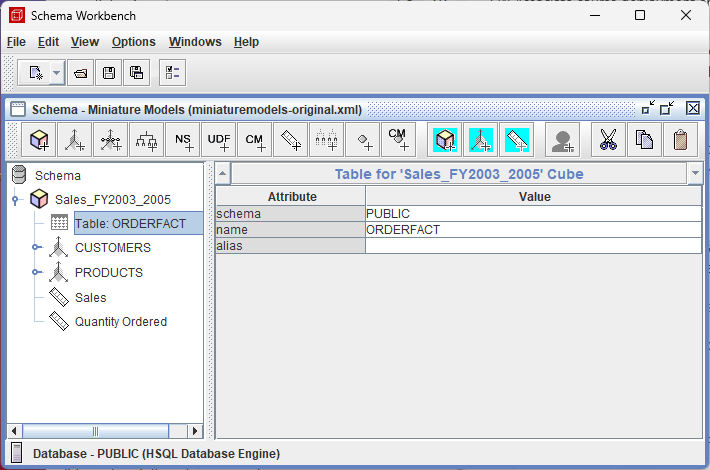 Schema Workbench
File Edit View Options Windows Help
Schema - Miniature Models (miniaturemodels-original.xml)
NS UDF CM CM
Schema
Sales_FY2003_2005
Table: ORDERFACT
CUSTOMERS
PRODUCTS
Sales
Quantity Ordered
Table for 'Sales_FY2003_2005' Cube
Attribute Value
schema PUBLIC
name ORDERFACT
alias
Database - PUBLIC (HSQL Database Engine)